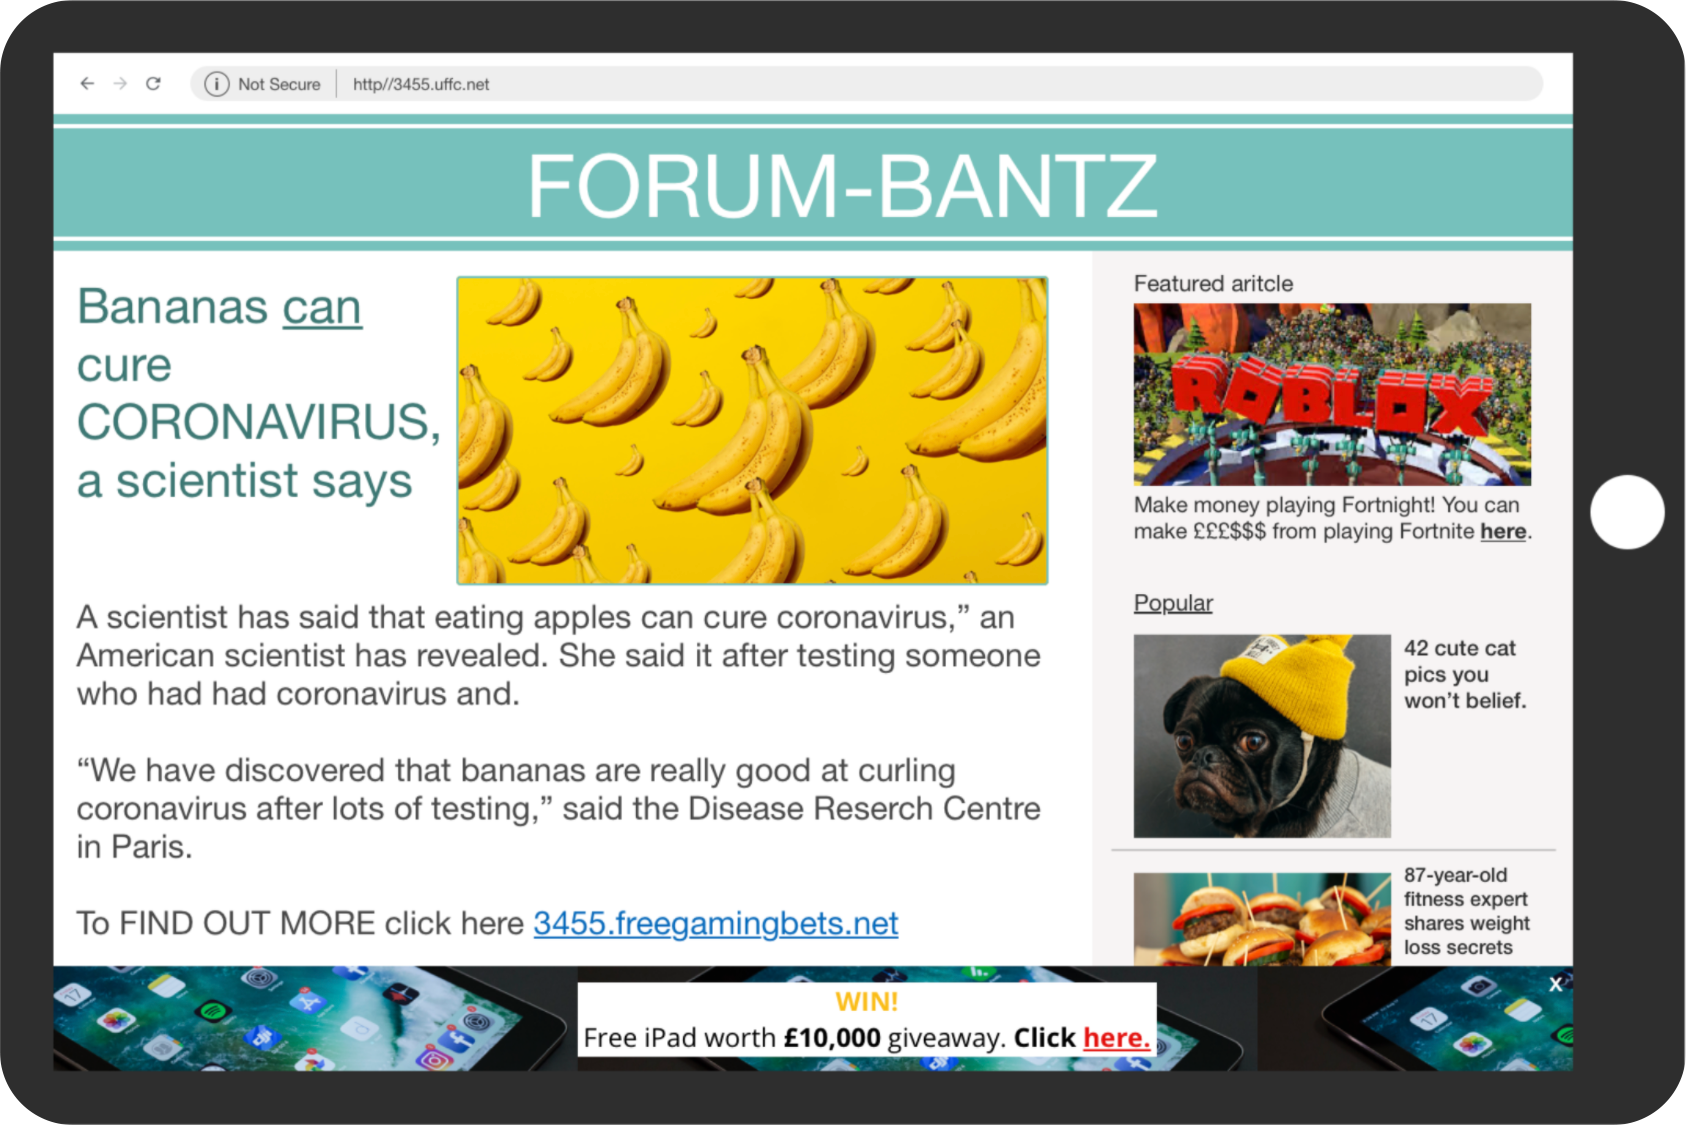 Not Secure
http//3455.uffc.net
FORUM-BANTZ
Bananas can
cure
CORONAVIRUS,
a scientist says
A scientist has said that eating apples can cure coronavirus,” an
American scientist has revealed. She said it after testing someone
who had had coronavirus and.
“We have discovered that bananas are really good at curling
coronavirus after lots of testing,” said the Disease Reserch Centre
in Paris.
To FIND OUT MORE click here 3455.freegamingbets.net
Featured aritcle
ROBLOX
Make money playing Fortnight! You can
make £££$$$ from playing Fortnite here.
Popular
42 cute cat
pics you
won’t belief.
87-year-old
fitness expert
shares weight
loss secrets
X
17
17
WIN!
Free iPad worth £10,000 giveaway. Click here.